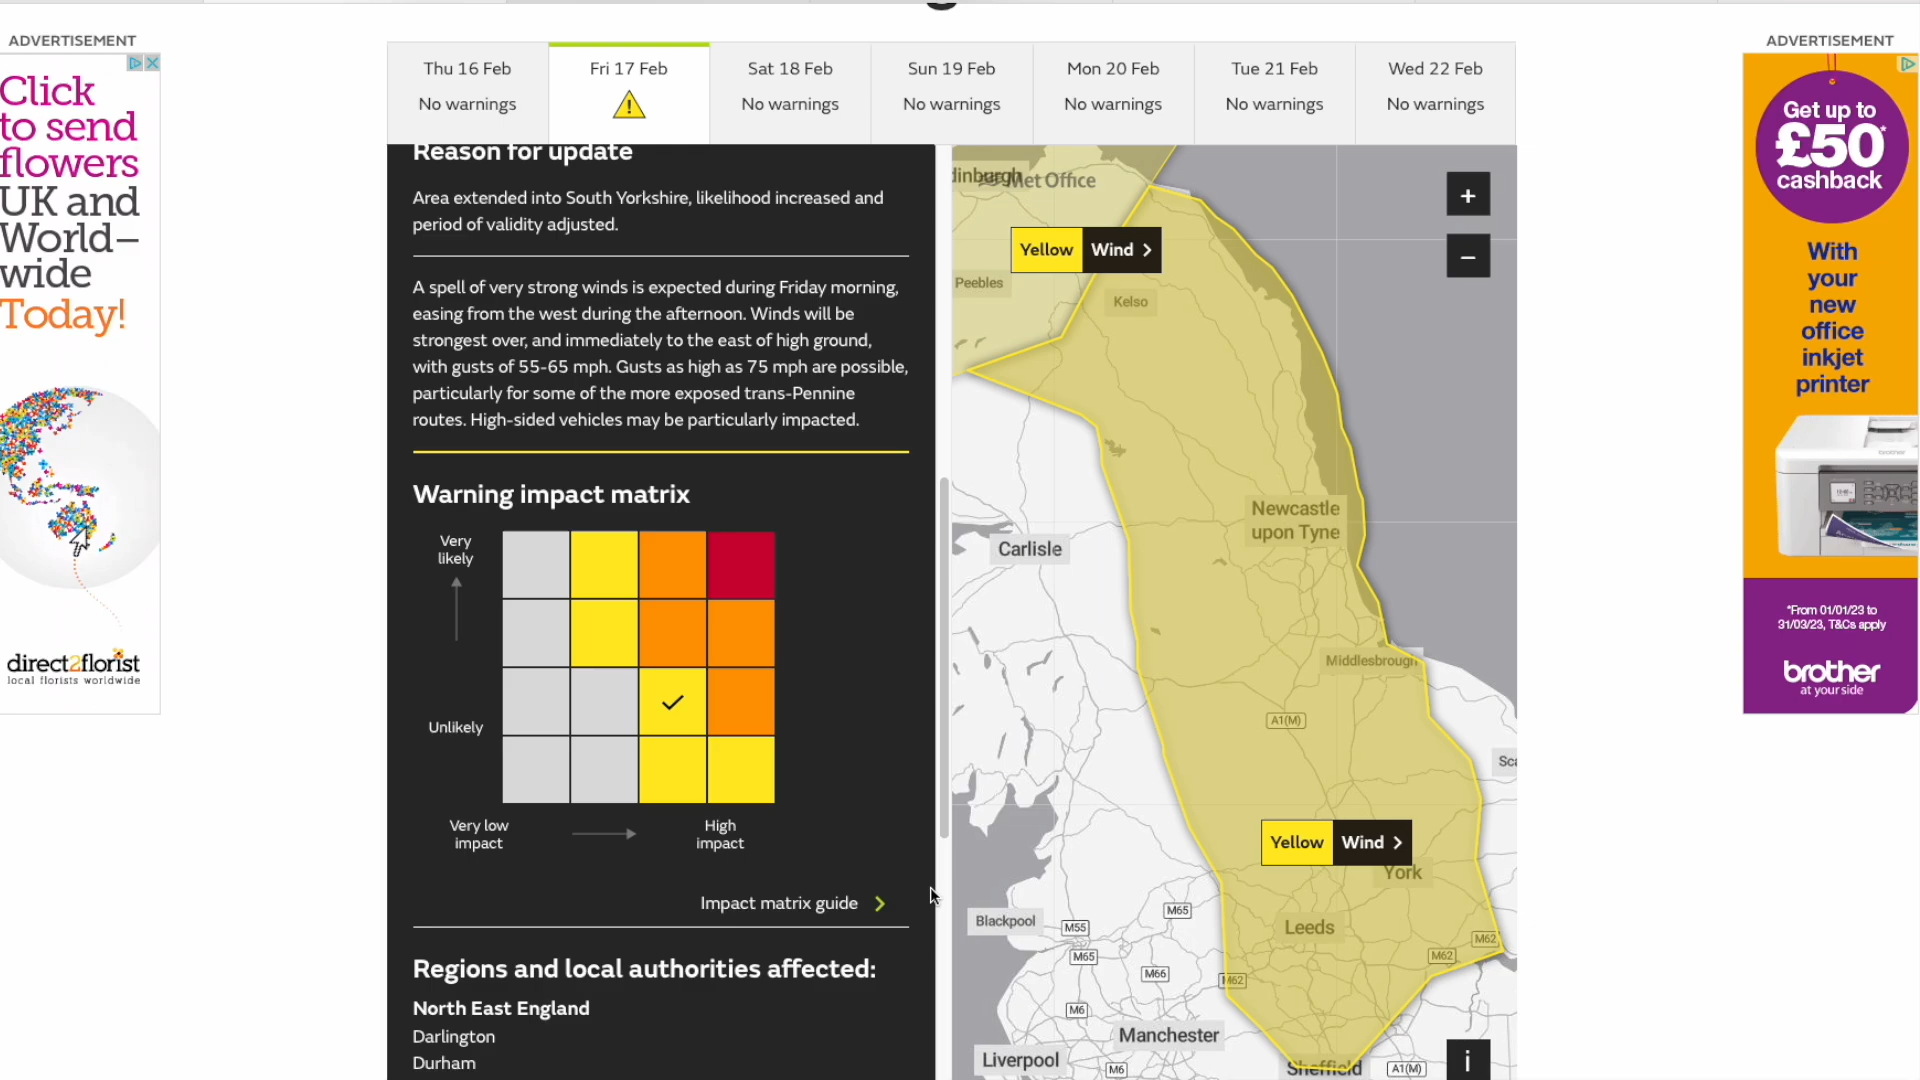 ADVERTISEMENT
Click
to send
flowers
UK and
World–
wide
Today!
direct2florist
local florists worldwide
Thu 16 Feb
No warnings
Fri 17 Feb
Sat 18 Feb
No warnings
Sun 19 Feb
No warnings
Mon 20 Feb
No warnings
Tue 21 Feb
No warnings
Wed 22 Feb
No warnings
Reason for update
Area extended into South Yorkshire, likelihood increased and
period of validity adjusted.
A spell of very strong winds is expected during Friday morning,
easing from the west during the afternoon. Winds will be
strongest over, and immediately to the east of high ground,
with gusts of 55-65 mph. Gusts as high as 75 mph are possible,
particularly for some of the more exposed trans-Pennine
routes. High-sided vehicles may be particularly impacted.
Warning impact matrix
Very
likely
Unlikely
Very low
impact
High
impact
Impact matrix guide
Regions and local authorities affected:
North East England
Darlington
Durham
dinburgh
Met Office
+
−
Yellow Wind
Peebles
Kelso
Newcastle
upon Tyne
Carlisle
Middlesbrough
A1(M)
Sca
Yellow Wind
York
M65
Blackpool
M55
Leeds
M62
M65
M62
M66
M62
M6
Manchester
Liverpool
M6
Sheffield
A1(M)
i
ADVERTISEMENT
Get up to
£50*
cashback
With
your
new
office
inkjet
printer
brother
*From 01/01/23 to
31/03/23, T&Cs apply
brother
at your side